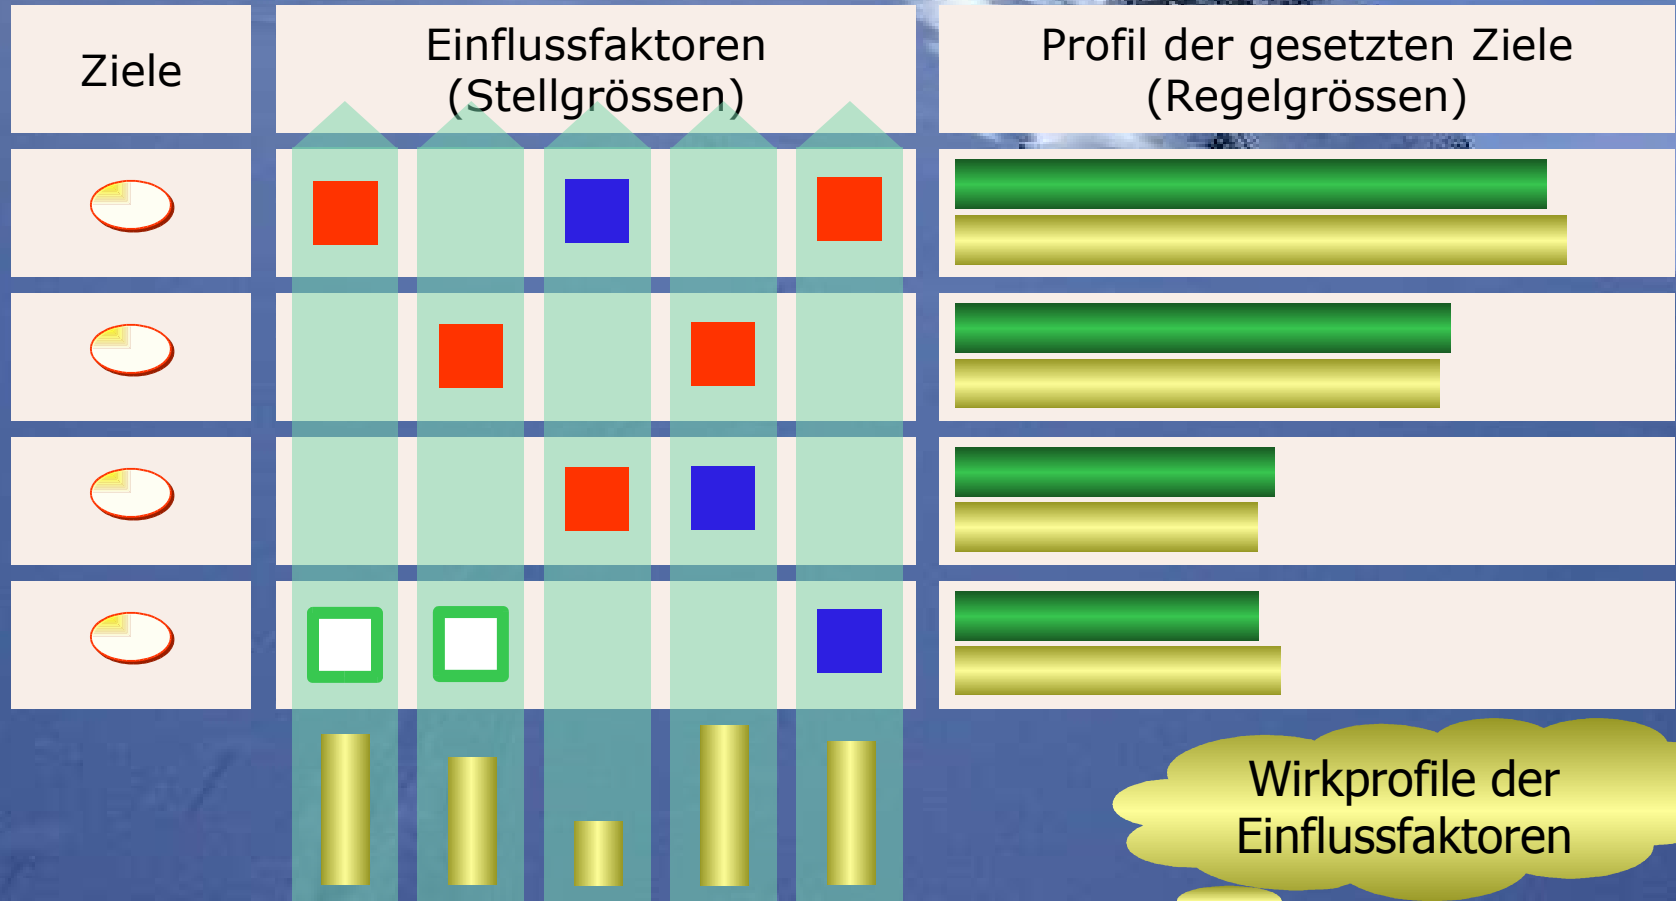 Ziele
Einflussfaktoren
(Stellgrössen)
Profil der gesetzten Ziele
(Regelgrössen)
Wirkprofile der
Einflussfaktoren